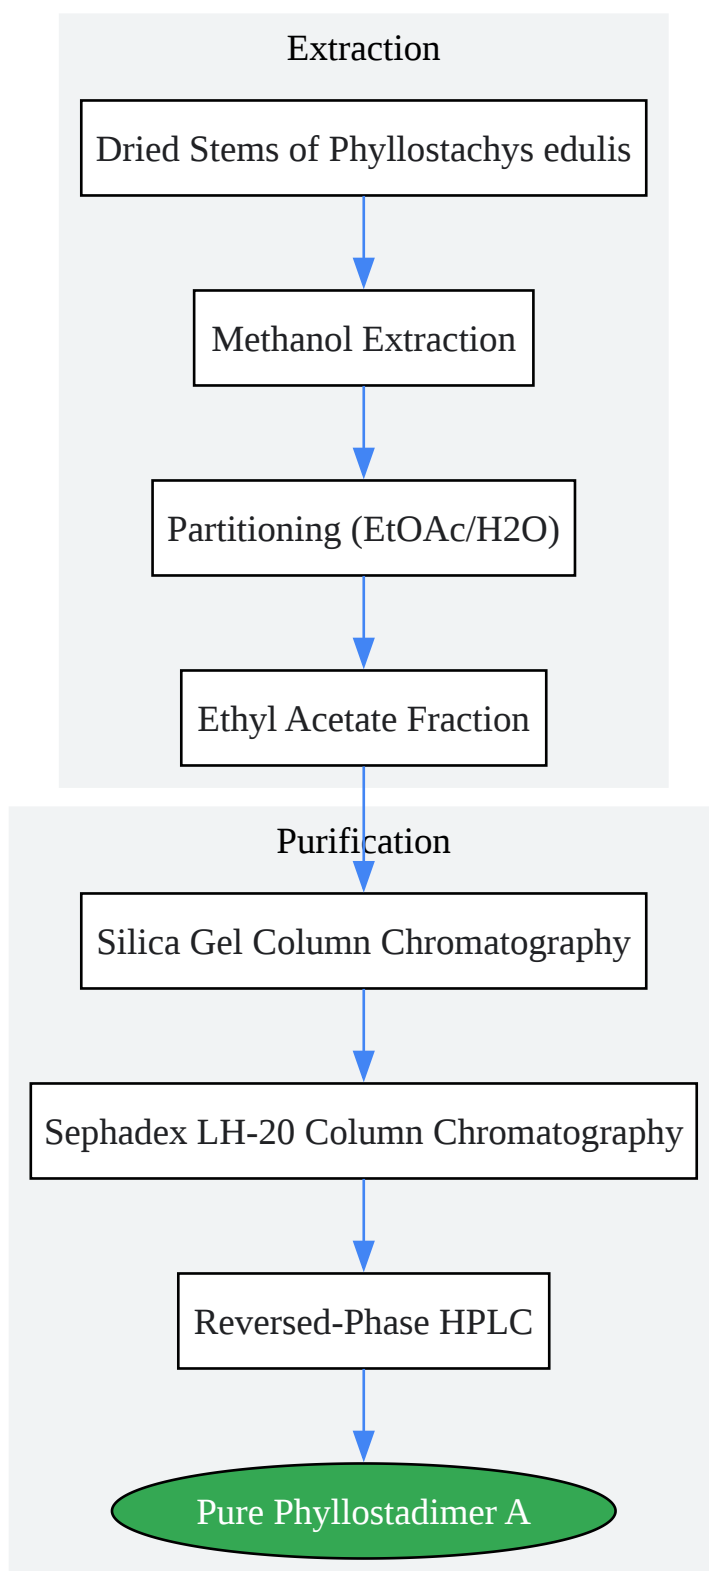 Extraction
Dried Stems of Phyllostachys edulis
Methanol Extraction
Partitioning (EtOAc/H2O)
Ethyl Acetate Fraction
Purification
Silica Gel Column Chromatography
Sephadex LH-20 Column Chromatography
Reversed-Phase HPLC
Pure Phyllostadimer A